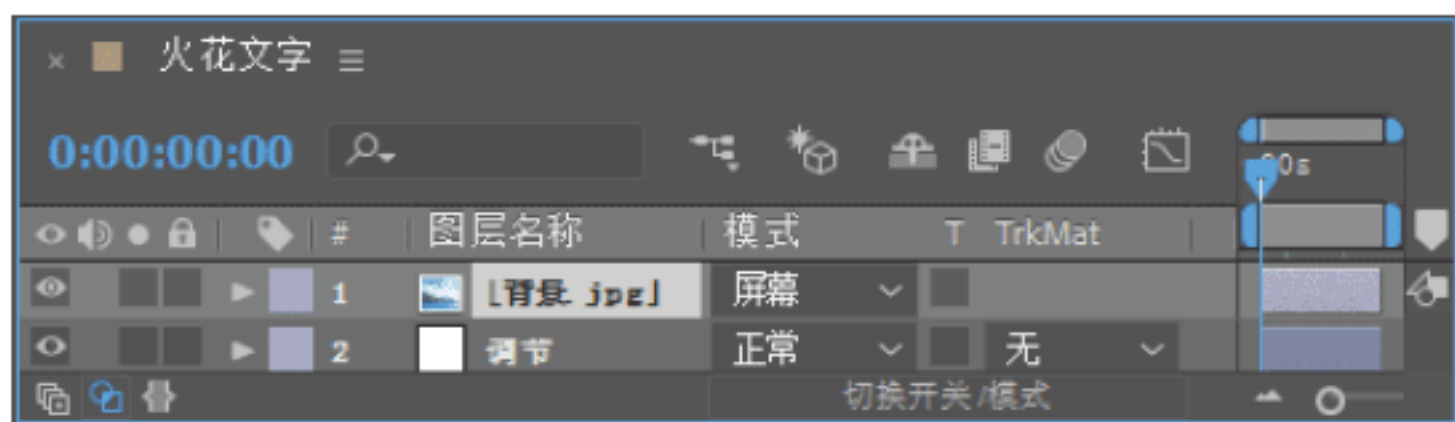 × 火花文字
0:00:00:00
00s
# 图层名称 模式 T TrkMat
1 [背景.jpg] 屏幕
2 调节 正常 无
切换开关/模式